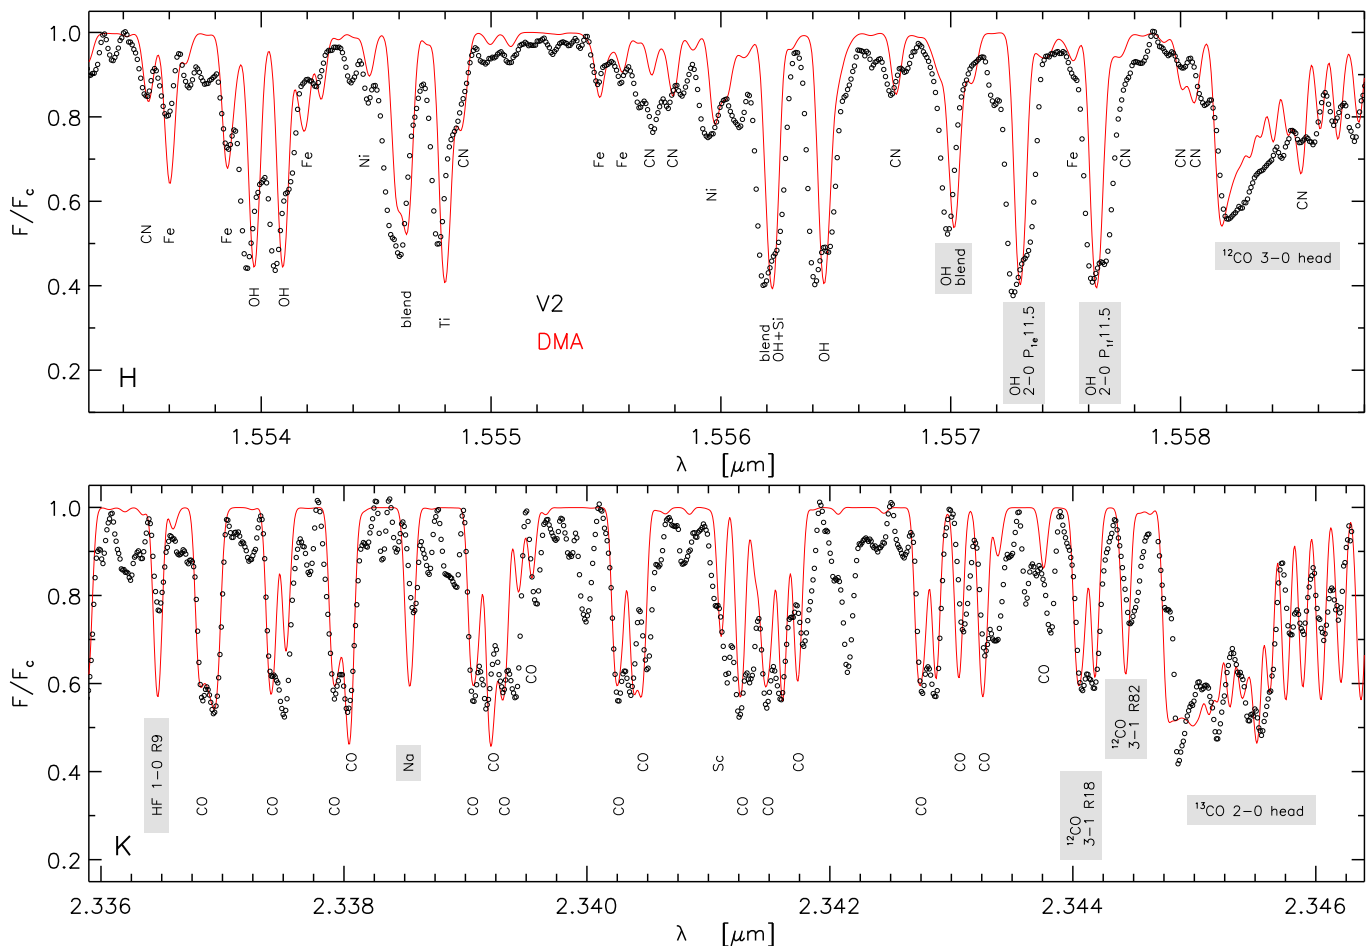 1.0
0.8
0.6
0.4
0.2
F/Fc
CN
Fe
Fe
OH
OH
Fe
Ni
blend
Ti
CN
Fe
Fe
CN
CN
Ni
blend
OH+Si
OH
CN
OH
blend
OH
2-0 P1e11.5
Fe
OH
2-0 P1f11.5
CN
CN
CN
12CO 3-0 head
CN
V2
DMA
H
1.554
1.555
1.556
1.557
1.558
λ [μm]
1.0
0.8
0.6
0.4
0.2
F/Fc
HF 1-0 R9
CO
CO
CO
CO
Na
CO
CO
CO
CO
CO
CO
Sc
CO
CO
CO
CO
CO
CO
CO
12CO
3-1 R18
12CO
3-1 R82
13CO 2-0 head
K
2.336
2.338
2.340
2.342
2.344
2.346
λ [μm]